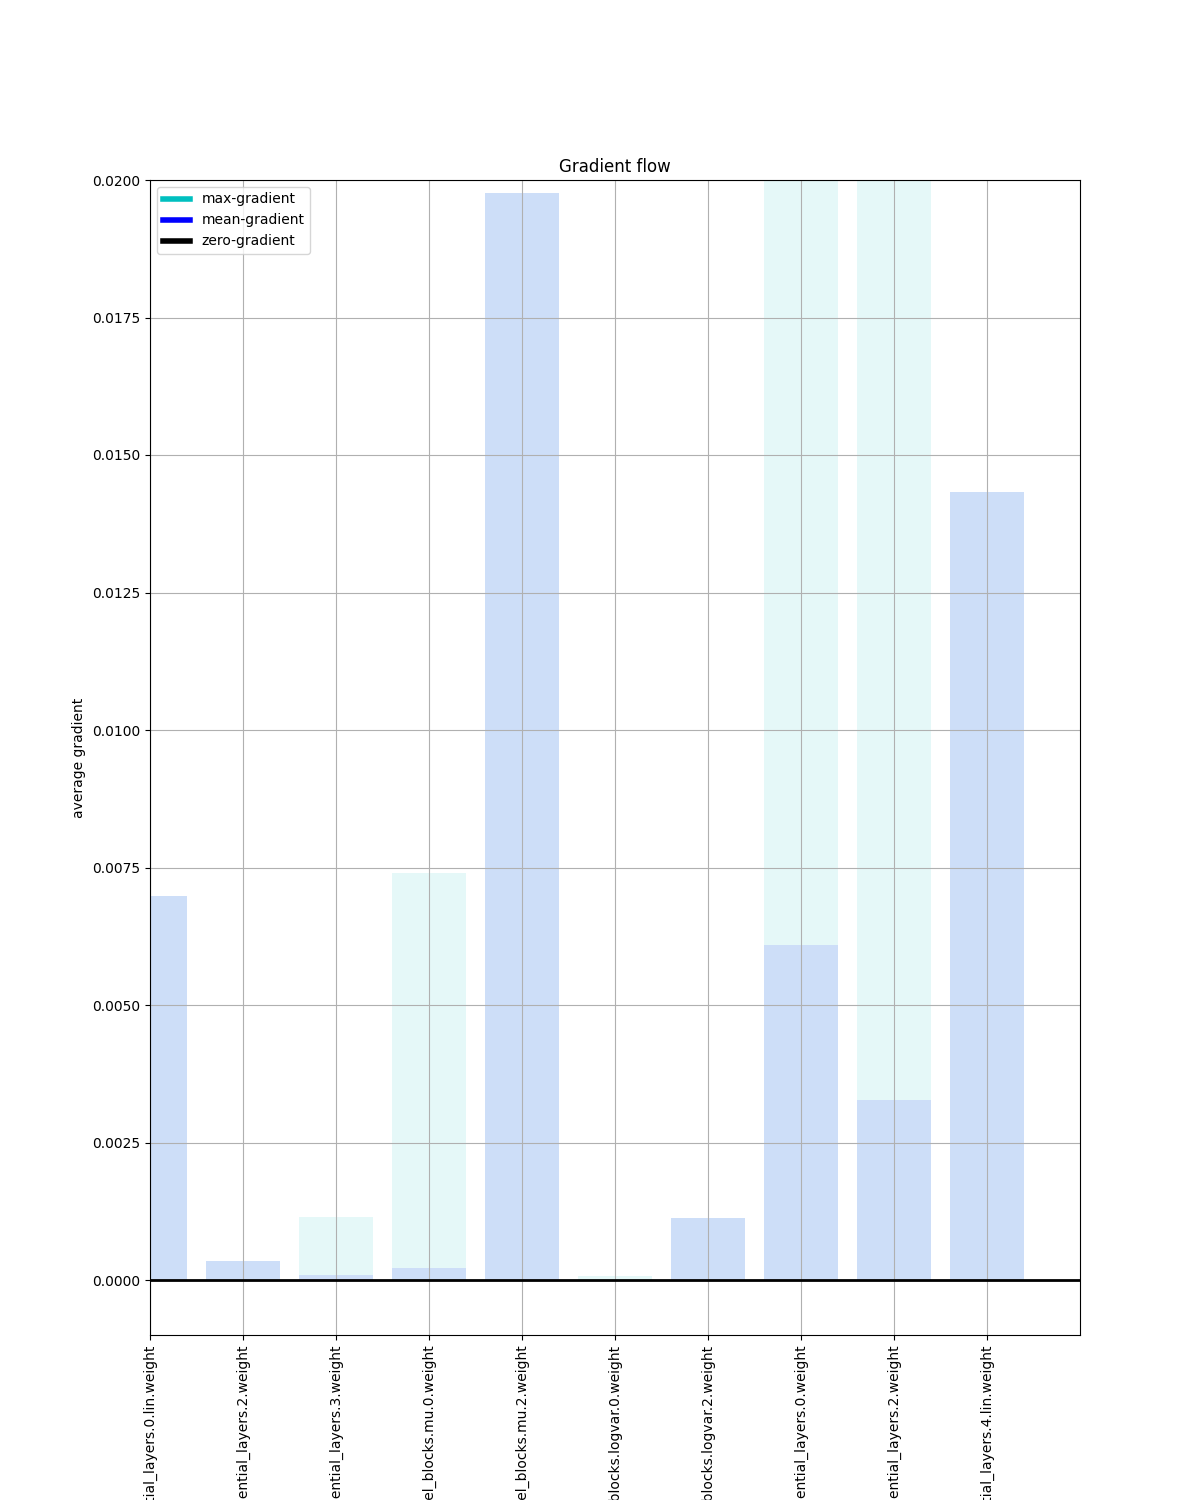 Gradient flow
max-gradient
mean-gradient
zero-gradient
0.0200
0.0175
0.0150
0.0125
0.0100
0.0075
0.0050
0.0025
0.0000
average gradient
tial_layers.0.lin.weight
ential_layers.2.weight
ential_layers.3.weight
el_blocks.mu.0.weight
el_blocks.mu.2.weight
blocks.logvar.0.weight
blocks.logvar.2.weight
ential_layers.0.weight
ential_layers.2.weight
tial_layers.4.lin.weight